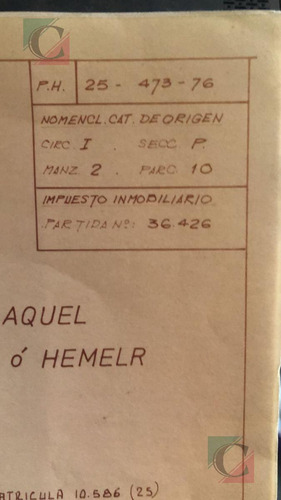 P.H. 25 - 473 - 76
NOMENCL. CAT. DE ORIGEN
CIRC. I . SECC. P.
MANZ. 2 . PARC. 10
IMPUESTO INMOBILIARIO
PARTIDA Nº: 36.426
AQUEL
ó HEMELR
ATRICULA 10.586 (25)